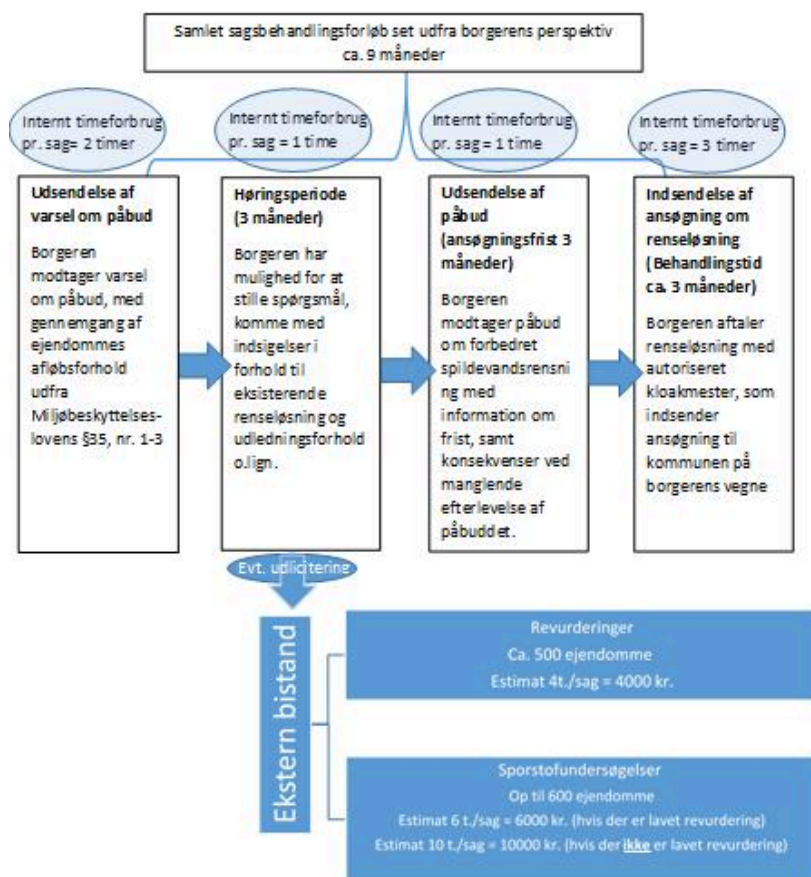 Samlet sagsbehandlingsforløb set udfra borgerens perspektiv
ca. 9 måneder
Internt timeforbrug
pr. sag= 2 timer
Internt timeforbrug
pr. sag = 1 time
Internt timeforbrug
pr. sag = 1 time
Internt timeforbrug
pr. sag = 3 timer
Udsendelse af
varsel om påbud
Borgeren
modtager varsel
om påbud, med
gennemgang af
ejendommes
afløbsforhold
udfra
Miljøbeskyttelses-
lovens §35, nr. 1-3
Høringsperiode
(3 måneder)
Borgeren har
mulighed for at
stille spørgsmål,
komme med
indsigelser i
forhold til
eksisterende
renseløsning og
udledningsforhold
o.lign.
Udsendelse af
påbud
(ansøgningsfrist 3
måneder)
Borgeren
modtager påbud
om forbedret
spildevandsrensni
ng med
information om
frist, samt
konsekvenser ved
manglende
efterlevelse af
påbuddet.
Indsendelse af
ansøgning om
renseløsning
(Behandlingstid
ca. 3 måneder)
Borgeren aftaler
renseløsning med
autoriseret
kloakmester, som
indsender
ansøgning til
kommunen på
borgerens vegne
Evt. udlicitering
Ekstern bistand
Revurderinger
Ca. 500 ejendomme
Estimat 4t./sag = 4000 kr.
Sporstofundersøgelser
Op til 600 ejendomme
Estimat 6 t./sag = 6000 kr. (hvis der er lavet revurdering)
Estimat 10 t./sag = 10000 kr. (hvis der ikke er lavet revurdering)